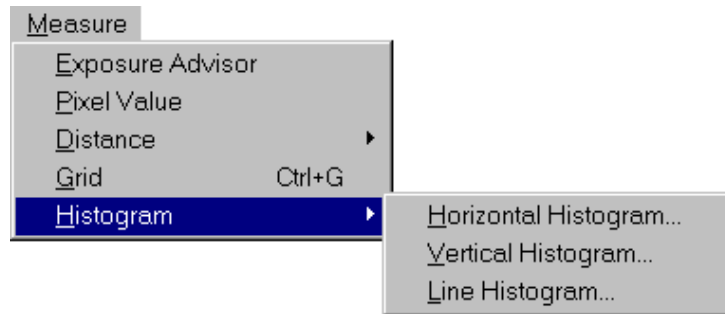 Measure
Exposure Advisor
Pixel Value
Distance
Grid Ctrl+G
Histogram
Horizontal Histogram...
Vertical Histogram...
Line Histogram...